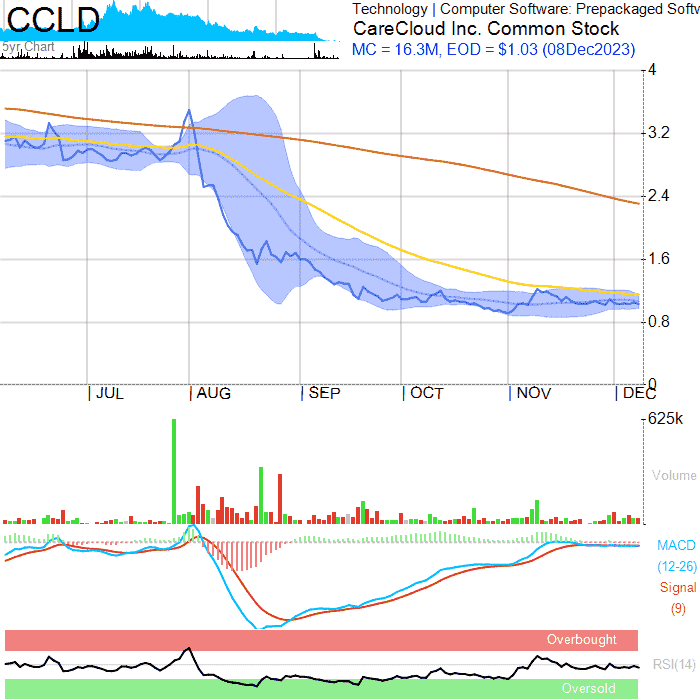 CCLD
5yr Chart
Technology | Computer Software: Prepackaged Softw
CareCloud Inc. Common Stock
MC = 16.3M, EOD = $1.03 (08Dec2023)
4
3.2
2.4
1.6
0.8
0
JUL AUG SEP OCT NOV DEC
625k
Volume
MACD
(12-26)
Signal
(9)
Overbought
RSI(14)
Oversold